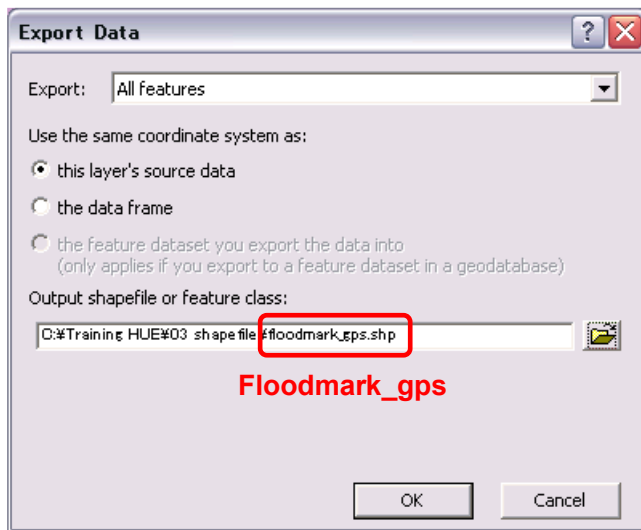 Export Data
Export: All features
Use the same coordinate system as:
this layer's source data
the data frame
the feature dataset you export the data into
(only applies if you export to a feature dataset in a geodatabase)
Output shapefile or feature class:
C:¥Training HUE¥03 shapefile¥floodmark_gps.shp
Floodmark_gps
OK Cancel